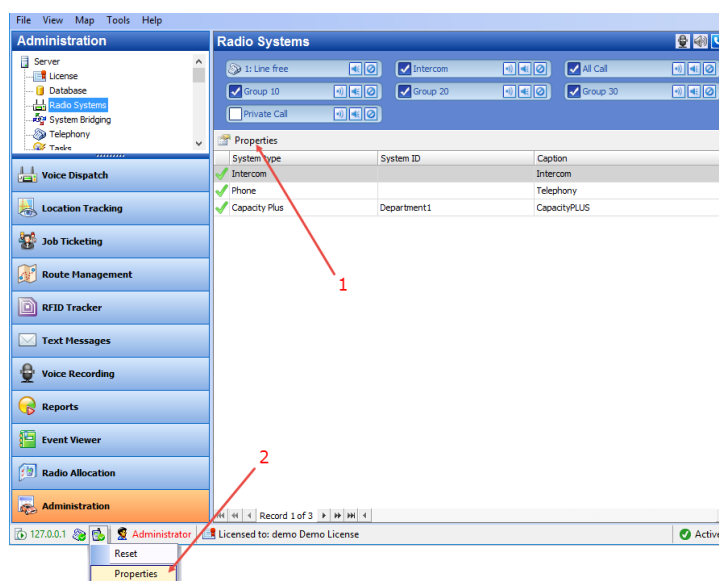 File View Map Tools Help
Administration
Radio Systems
Server
License
Database
Radio Systems
System Bridging
Telephony
Tasks
1: Line free
Intercom
All Call
Group 10
Group 20
Group 30
Private Call
Properties
System type System ID Caption
Intercom Intercom
Phone Telephony
Capacity Plus Department1 CapacityPLUS
1
Voice Dispatch
Location Tracking
Job Ticketing
Route Management
RFID Tracker
Text Messages
Voice Recording
Reports
Event Viewer
Radio Allocation
Administration
2
Record 1 of 3
127.0.0.1 Administrator Licensed to: demo Demo License Active
Reset
Properties